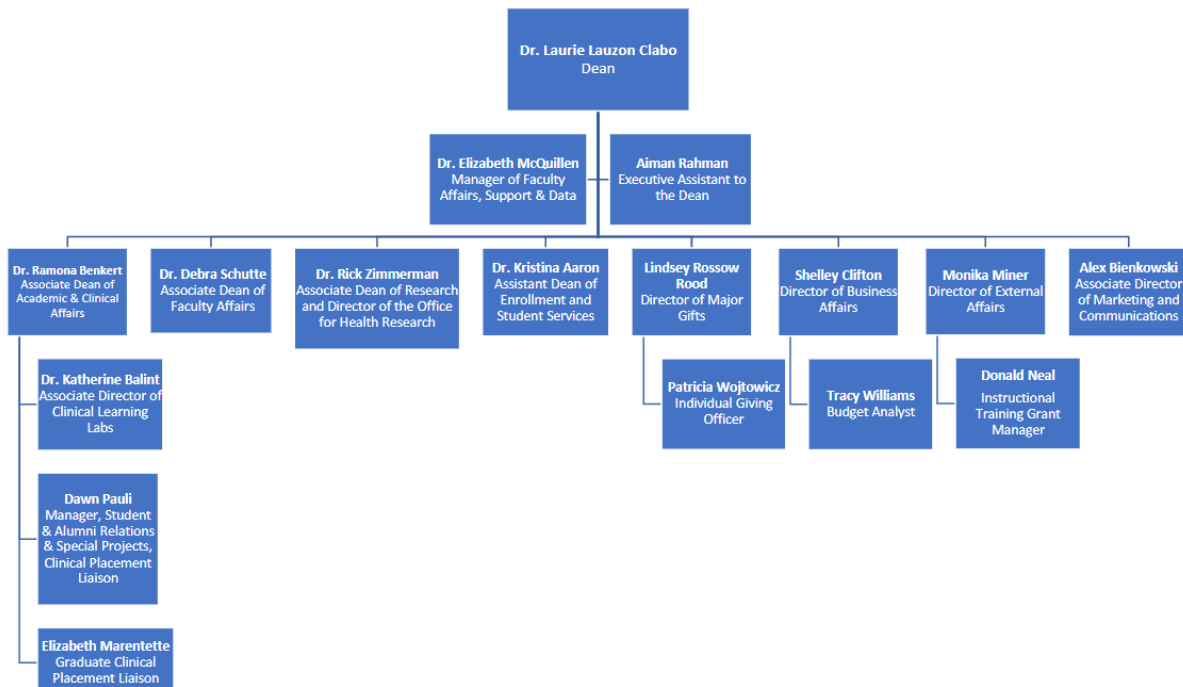 Dr. Laurie Lauzon Clabo
Dean
Dr. Elizabeth McQuillen
Manager of Faculty
Affairs, Support & Data
Aiman Rahman
Executive Assistant to
the Dean
Dr. Ramona Benkert
Associate Dean of
Academic & Clinical
Affairs
Dr. Debra Schutte
Associate Dean of
Faculty Affairs
Dr. Rick Zimmerman
Associate Dean of Research
and Director of the Office
for Health Research
Dr. Kristina Aaron
Assistant Dean of
Enrollment and
Student Services
Lindsey Rossow
Rood
Director of Major
Gifts
Shelley Clifton
Director of Business
Affairs
Monika Miner
Director of External
Affairs
Alex Bienkowski
Associate Director
of Marketing and
Communications
Dr. Katherine Balint
Associate Director of
Clinical Learning
Labs
Patricia Wojtowicz
Individual Giving
Officer
Tracy Williams
Budget Analyst
Donald Neal
Instructional
Training Grant
Manager
Dawn Pauli
Manager, Student
& Alumni Relations
& Special Projects,
Clinical Placement
Liaison
Elizabeth Marentette
Graduate Clinical
Placement Liaison